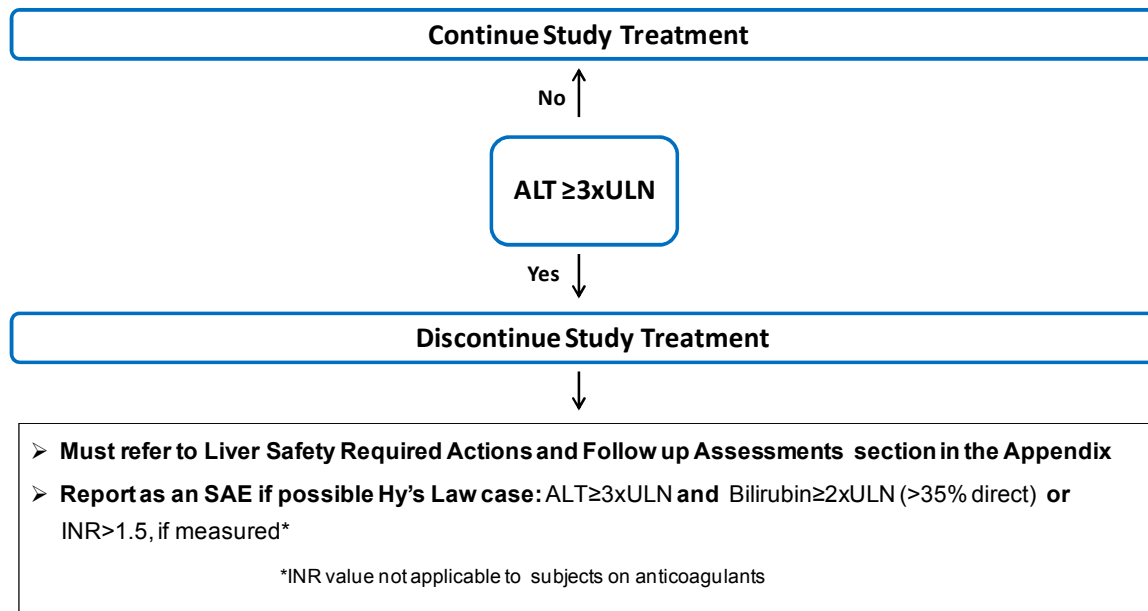 Continue Study Treatment
No
ALT ≥3xULN
Yes
Discontinue Study Treatment
➢ Must refer to Liver Safety Required Actions and Follow up Assessments section in the Appendix
➢ Report as an SAE if possible Hy's Law case: ALT≥3xULN and Bilirubin≥2xULN (>35% direct) or
INR>1.5, if measured*
*INR value not applicable to subjects on anticoagulants